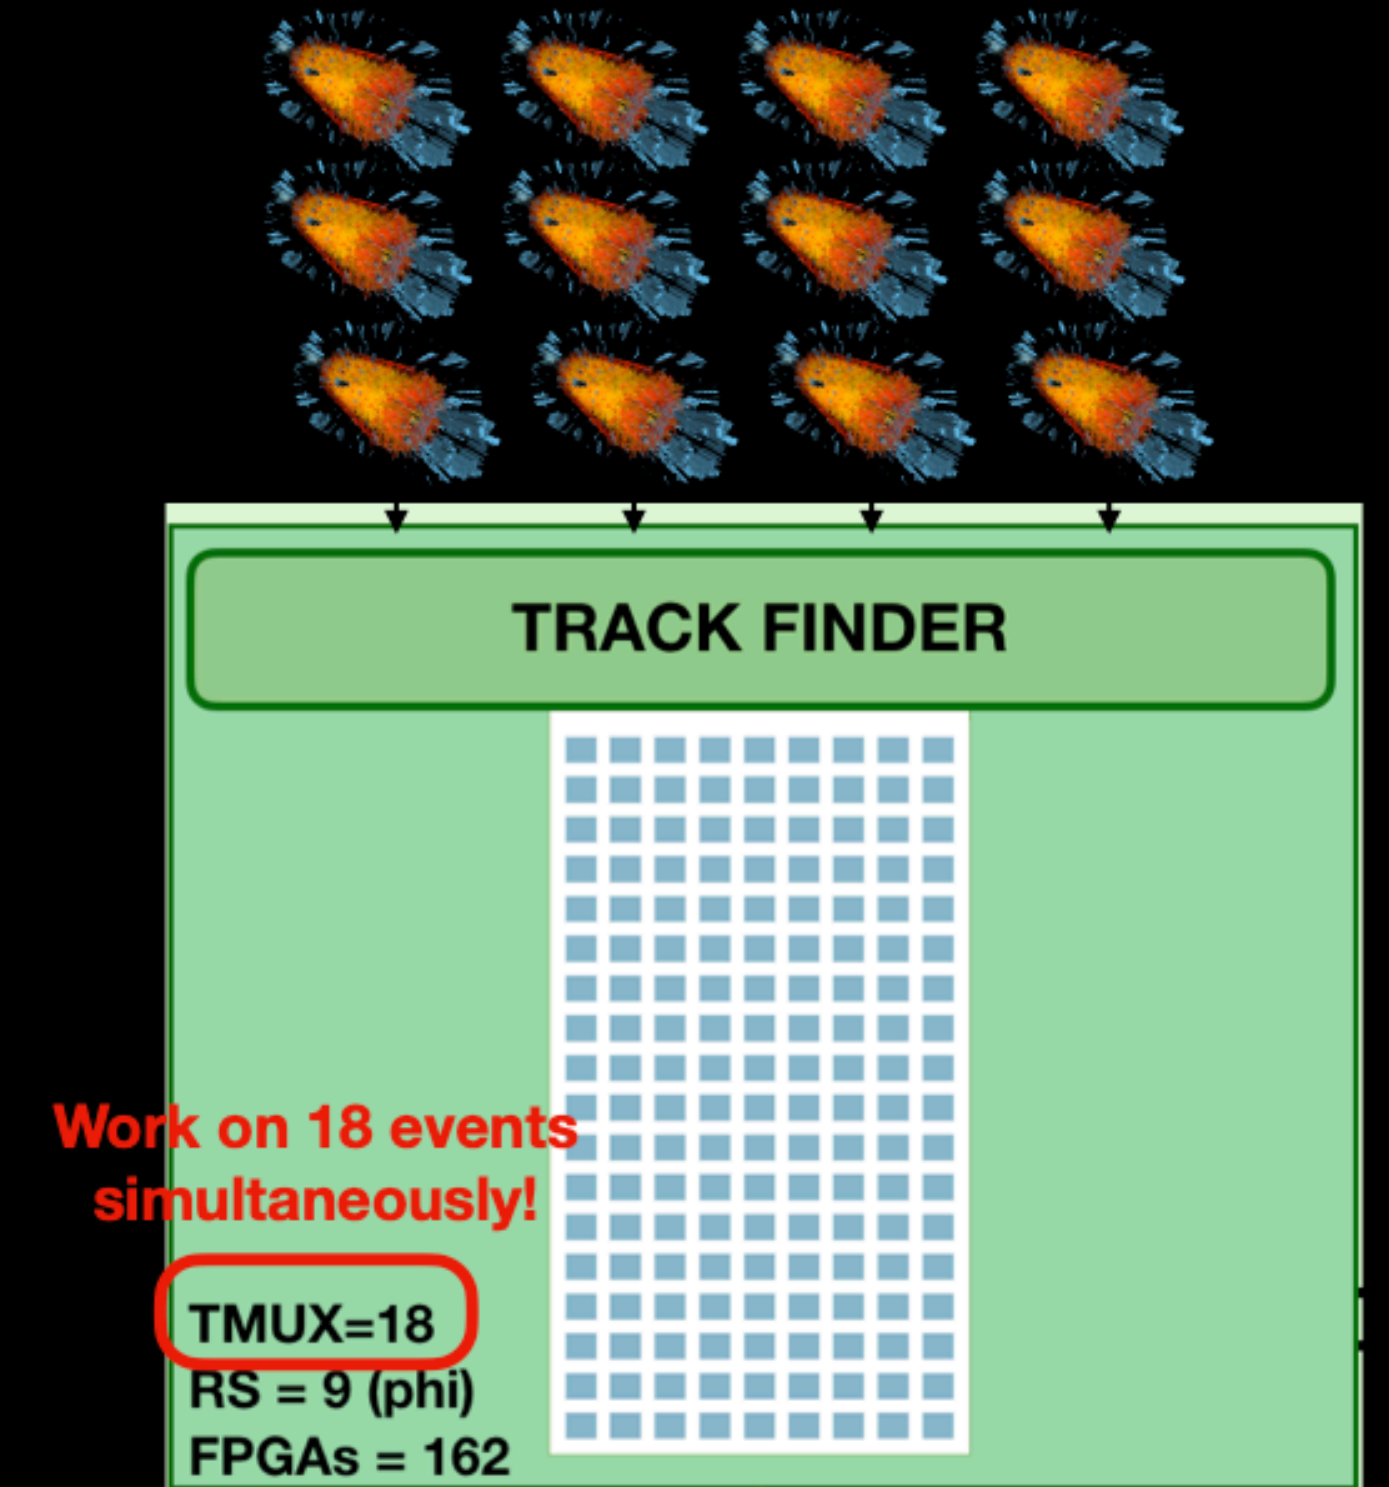 TRACK FINDER
Work on 18 events
simultaneously!
TMUX=18
RS = 9 (phi)
FPGAs = 162